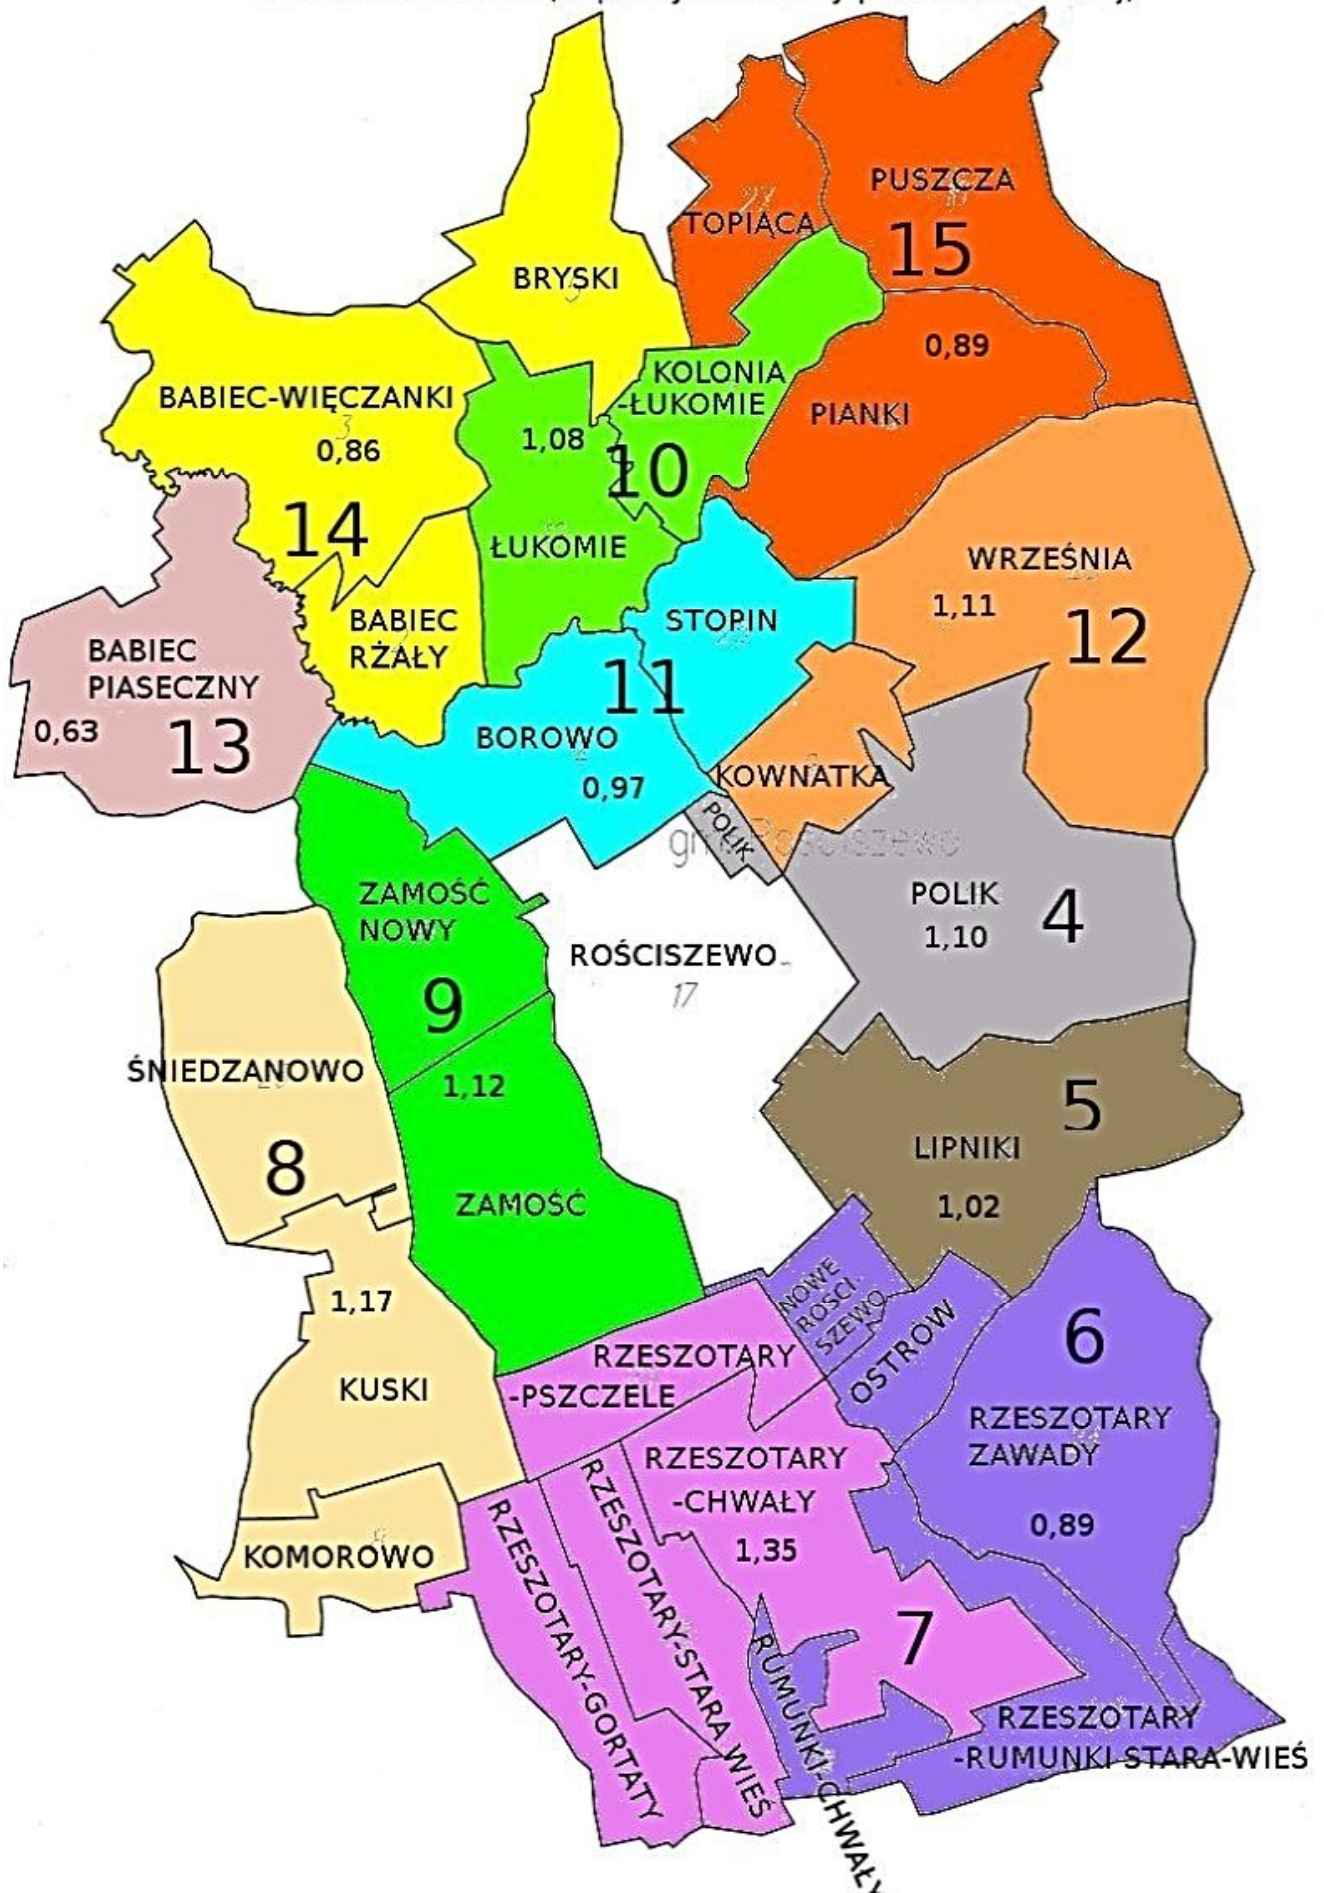 PUSZCZA
15
TOPIĄCA
BRYSKI
0,89
PIANKI
KOLONIA
-ŁUKOMIE
10
1,08
ŁUKOMIE
BABIEC-WIĘCZANKI
0,86
14
WRZEŚNIA
1,11
12
STOPIN
BABIEC
RŻAŁY
BABIEC
PIASECZNY
0,63
13
11
BOROWO
0,97
KOWNATKA
POLIK
gm. Rościszewo
ZAMOŚĆ
NOWY
9
ROŚCISZEWO
17
POLIK
1,10
4
ŚNIEDZANOWO
8
1,12
ZAMOŚĆ
5
LIPNIKI
1,02
1,17
KUSKI
NOWE
ROŚCI
SZEWO
OSTRÓW
6
RZESZOTARY
ZAWADY
0,89
RZESZOTARY
-PSZCZELE
RZESZOTARY
-CHWAŁY
1,35
KOMOROWO
RZESZOTARY-GORTATY
RZESZOTARY-STARA WIEŚ
7
RUMUNKI-CHWAŁY
RZESZOTARY
-RUMUNKI STARA-WIEŚ